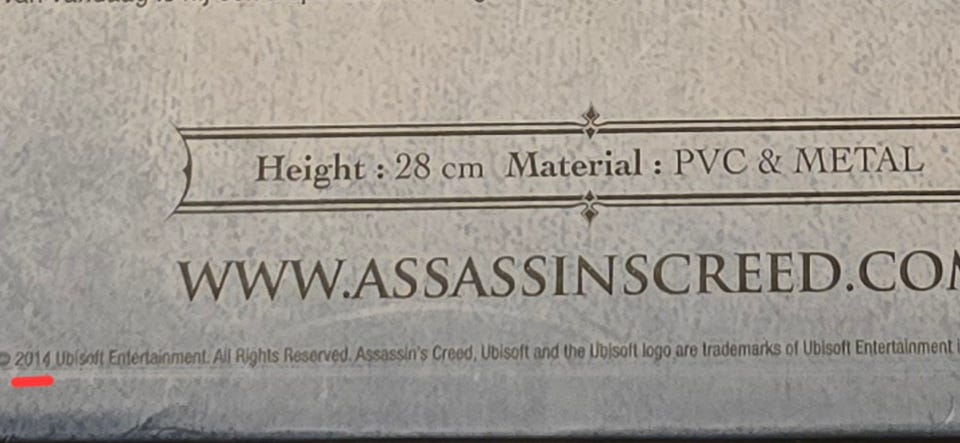 Height : 28 cm Material : PVC & METAL
WWW.ASSASSINSCREED.CO
© 2014 Ubisoft Entertainment. All Rights Reserved. Assassin's Creed, Ubisoft and the Ubisoft logo are trademarks of Ubisoft Entertainment